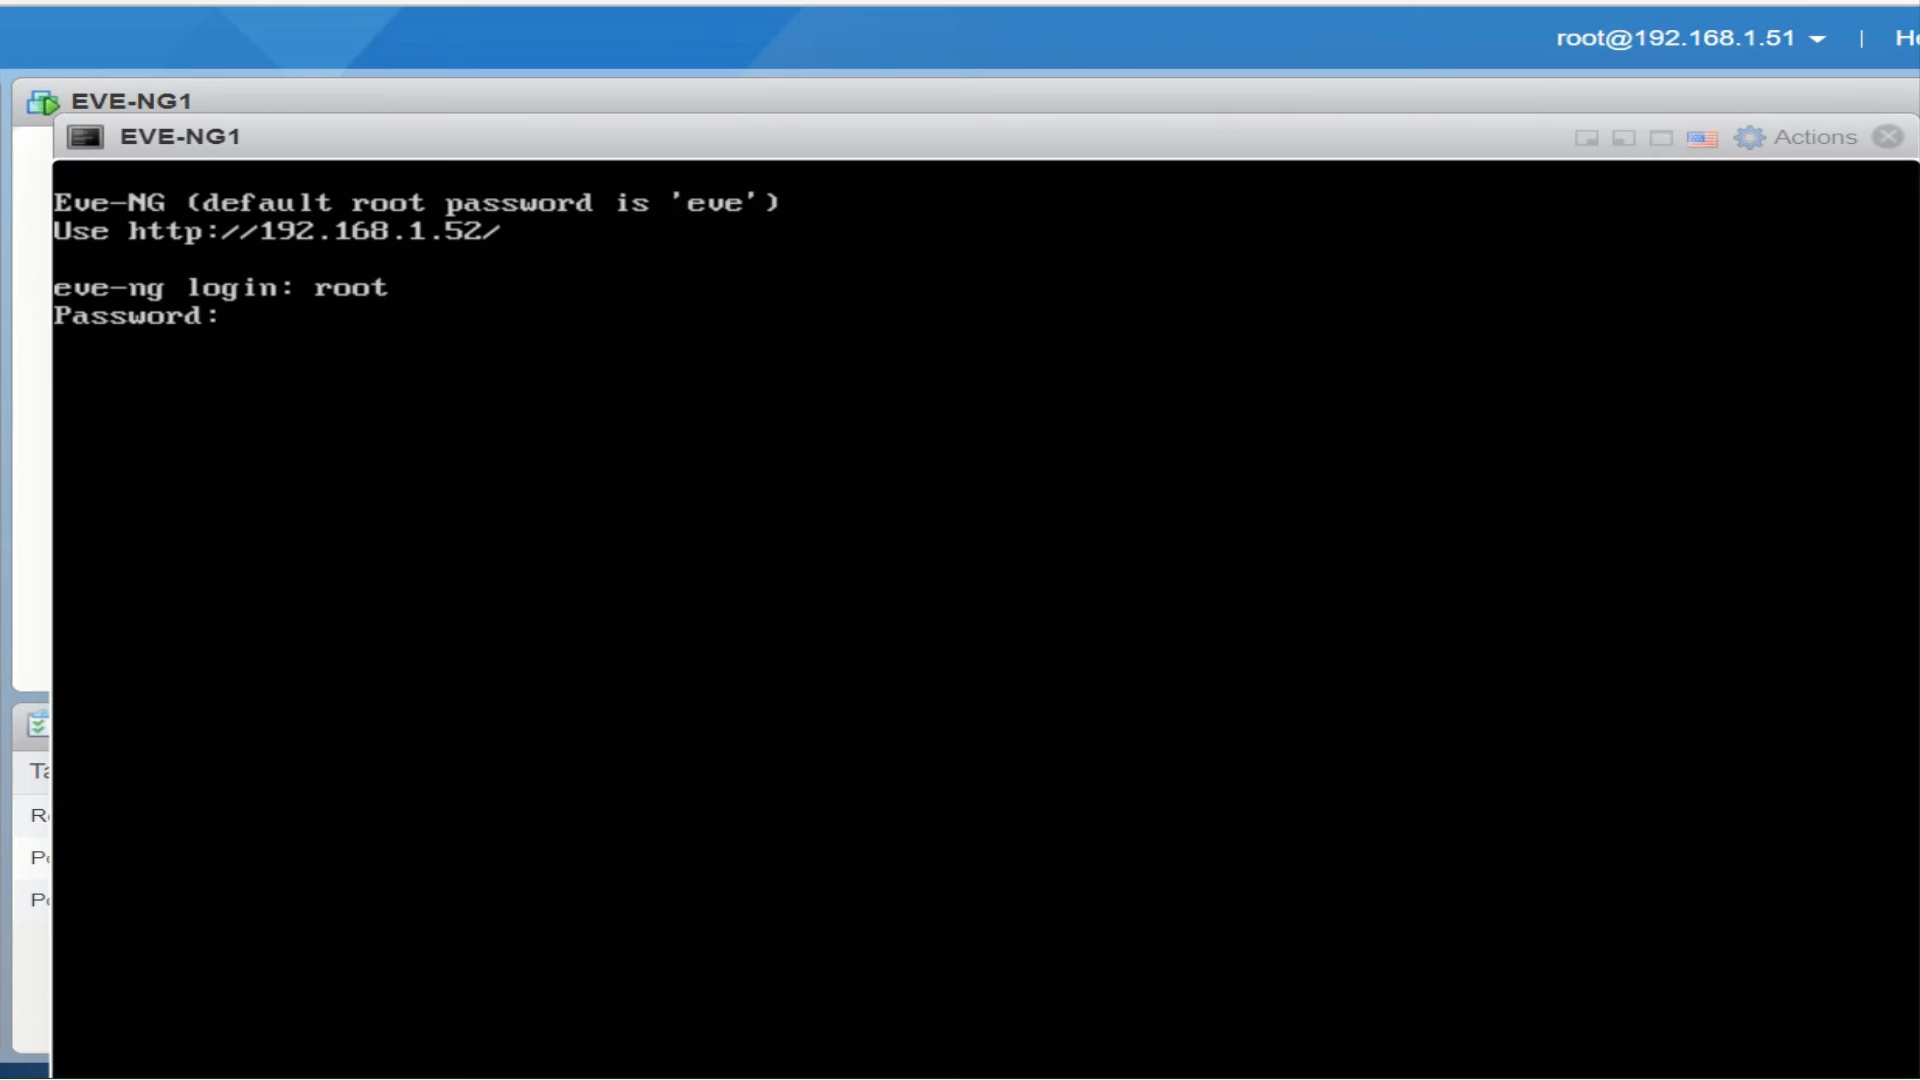 root@192.168.1.51 |
EVE-NG1
EVE-NG1
Actions
Eve-NG (default root password is 'eve')
Use http://192.168.1.52/
eve-ng login: root
Password: